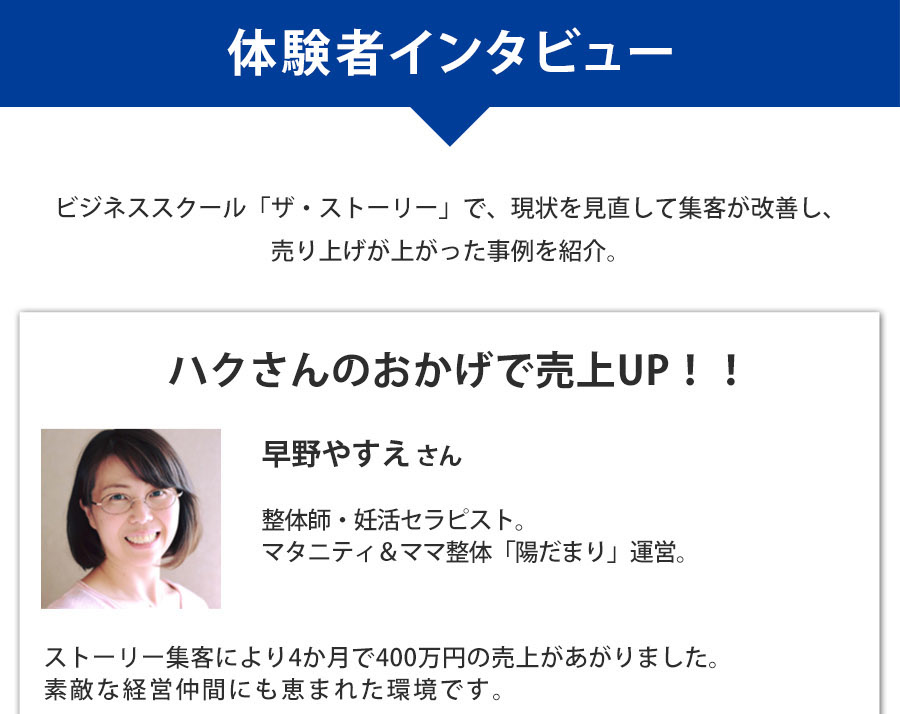 体験者インタビュー
ビジネススクール「ザ・ストーリー」で、現状を見直して集客が改善し、
売り上げが上がった事例を紹介。
ハクさんのおかげで売上UP！！
早野やすえ さん
整体師・妊活セラピスト。
マタニティ＆ママ整体「陽だまり」運営。
ストーリー集客により4か月で400万円の売上があがりました。
素敵な経営仲間にも恵まれた環境です。